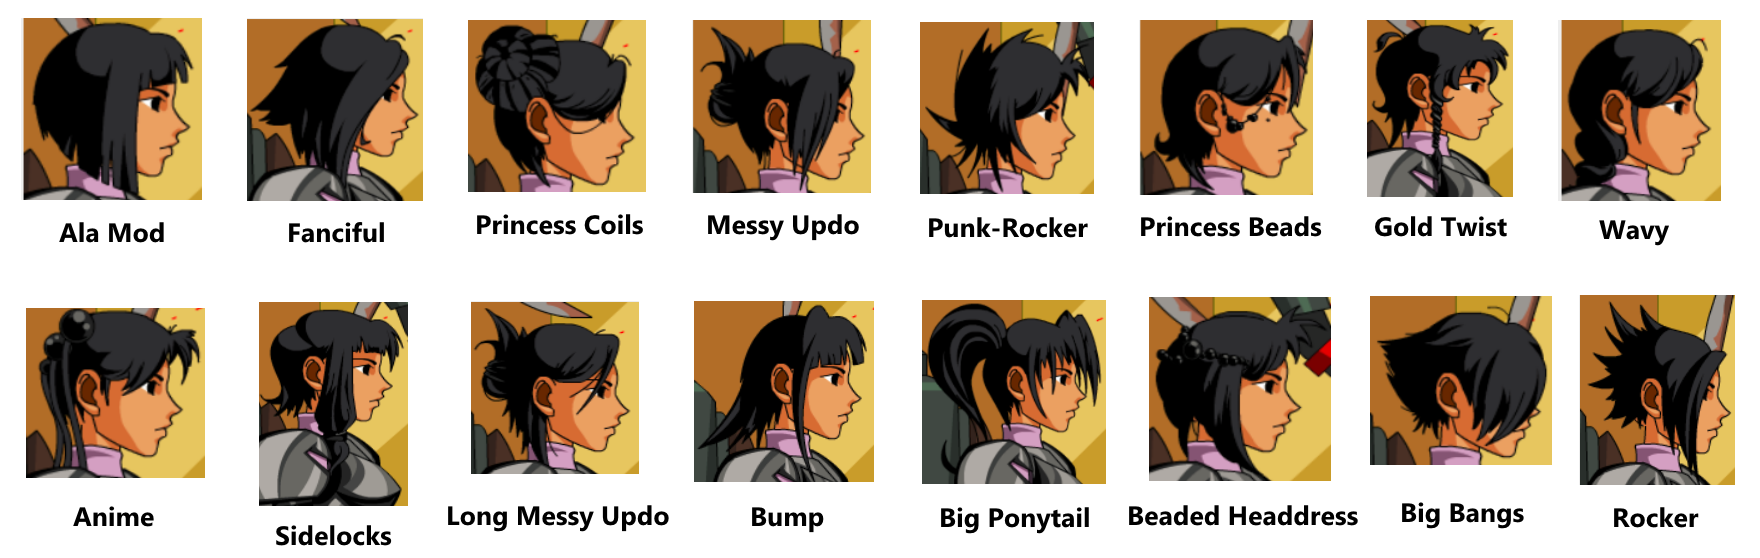 Ala Mod
Fanciful
Princess Coils
Messy Updo
Punk-Rocker
Princess Beads
Gold Twist
Wavy
Anime
Sidelocks
Long Messy Updo
Bump
Big Ponytail
Beaded Headdress
Big Bangs
Rocker